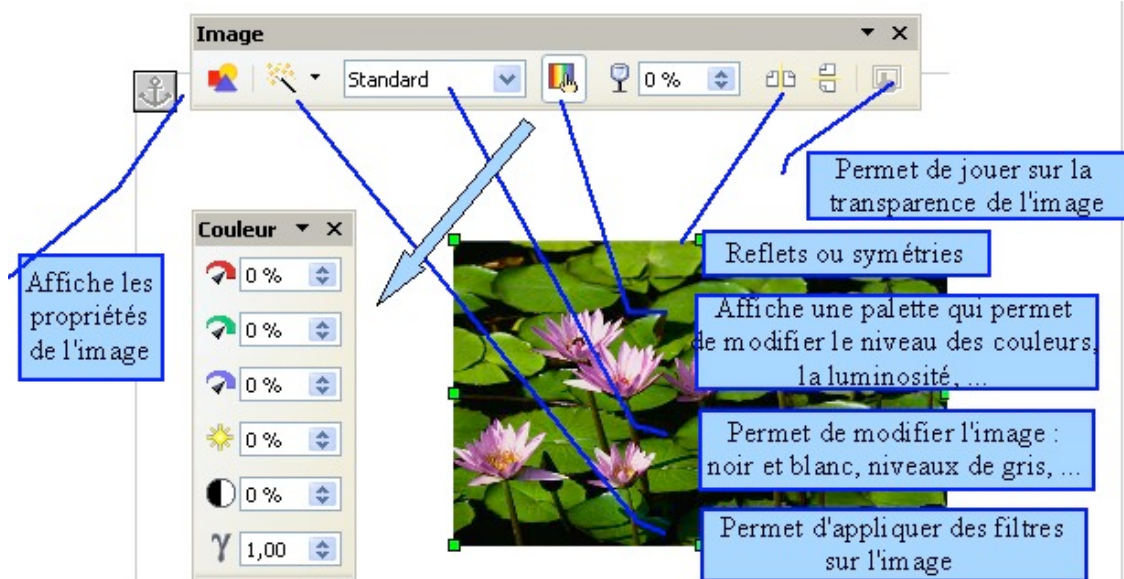 Image
Standard
0 %
Permet de jouer sur la
transparence de l'image
Couleur
0 %
0 %
0 %
0 %
0 %
γ 1,00
Affiche les
propriétés
de l'image
Reflets ou symétries
Affiche une palette qui permet
de modifier le niveau des couleurs,
la luminosité, ...
Permet de modifier l'image :
noir et blanc, niveaux de gris, ...
Permet d'appliquer des filtres
sur l'image